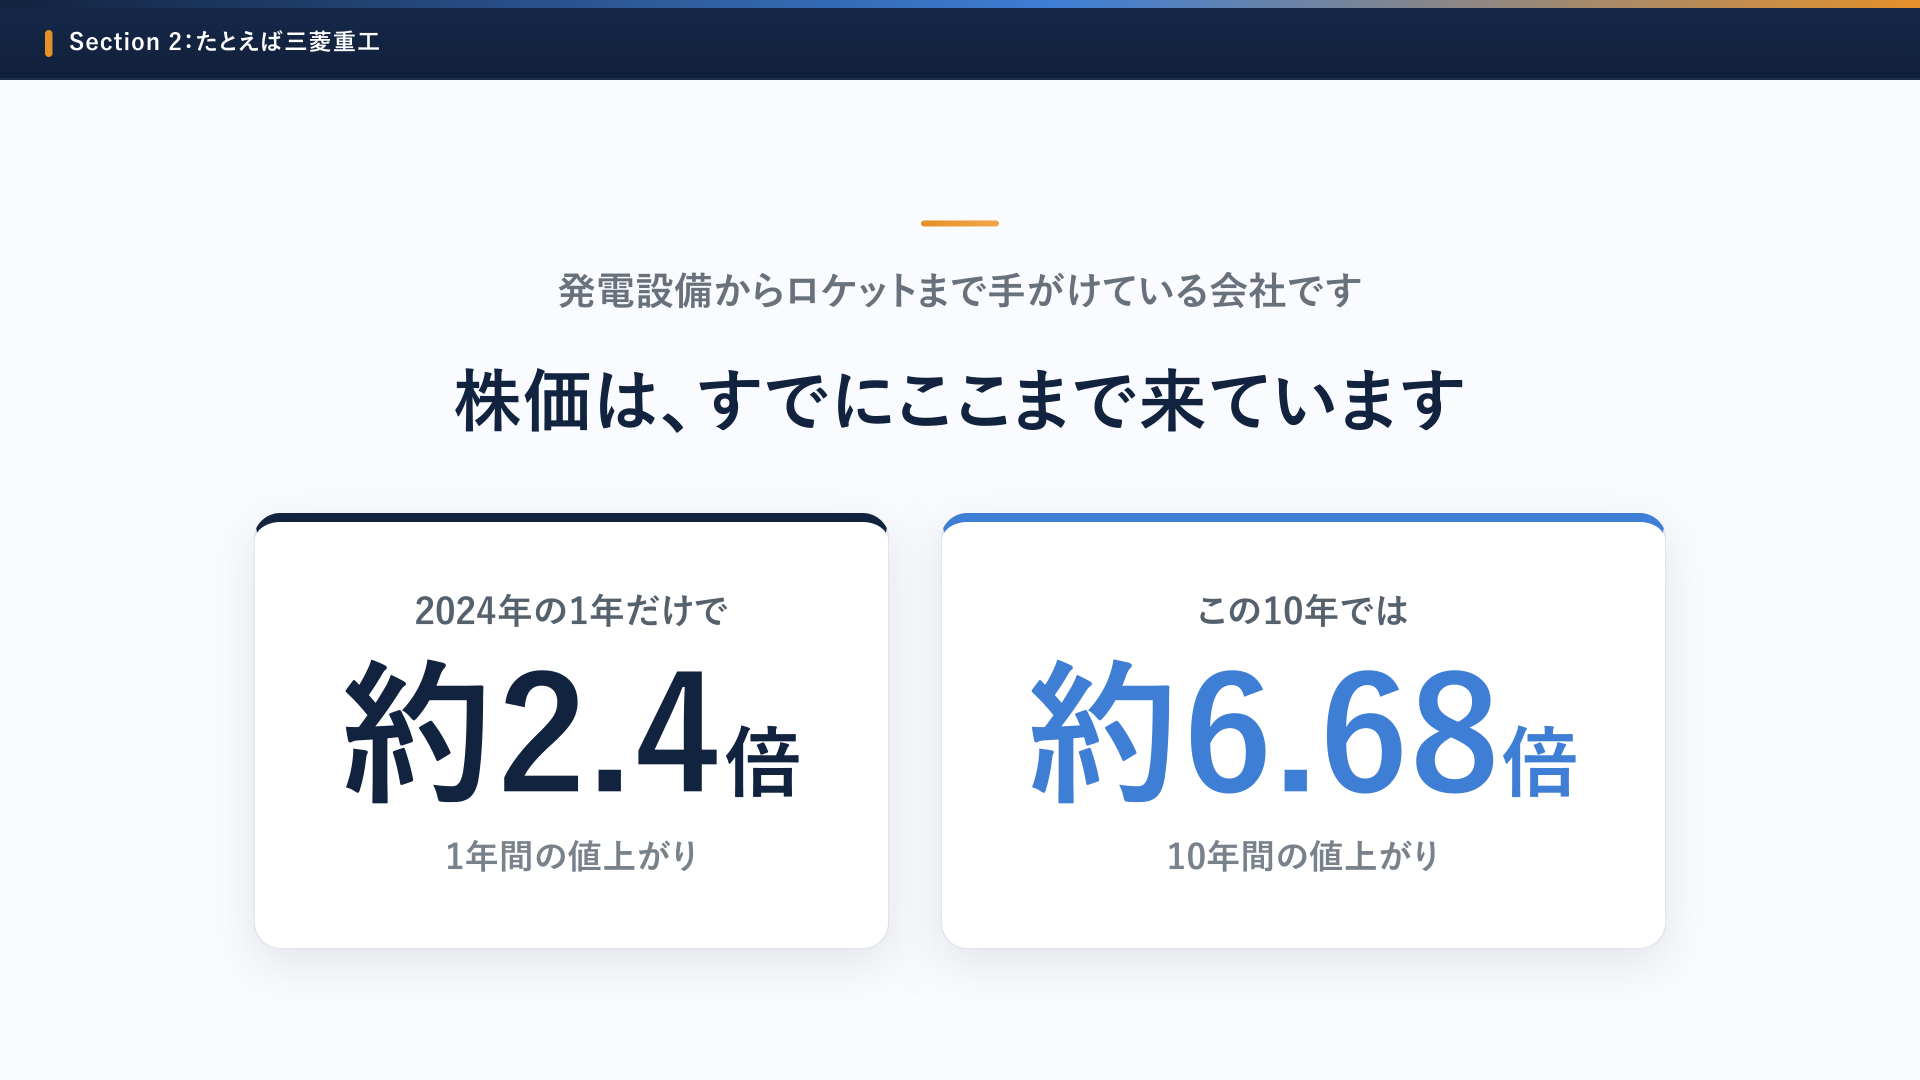 Section 2：たとえば三菱重工
発電設備からロケットまで手がけている会社です
株価は、すでにここまで来ています
2024年の1年だけで
約2.4倍
1年間の値上がり
この10年では
約6.68倍
10年間の値上がり